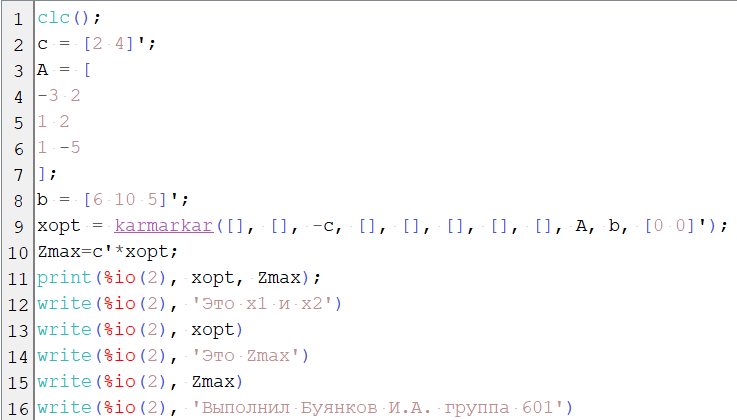 1 clc();
2 c = [2 4]';
3 A = [
4 -3 2
5 1 2
6 1 -5
7 ];
8 b = [6 10 5]';
9 xopt = karmarkar([], [], -c, [], [], [], [], [], A, b, [0 0]');
10 Zmax=c'*xopt;
11 print(%io(2), xopt, Zmax);
12 write(%io(2), 'Это x1 и x2')
13 write(%io(2), xopt)
14 write(%io(2), 'Это Zmax')
15 write(%io(2), Zmax)
16 write(%io(2), 'Выполнил Буянков И.А. группа 601')